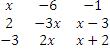 x −6 −1
2 −3x x − 3
−3 2x x + 2